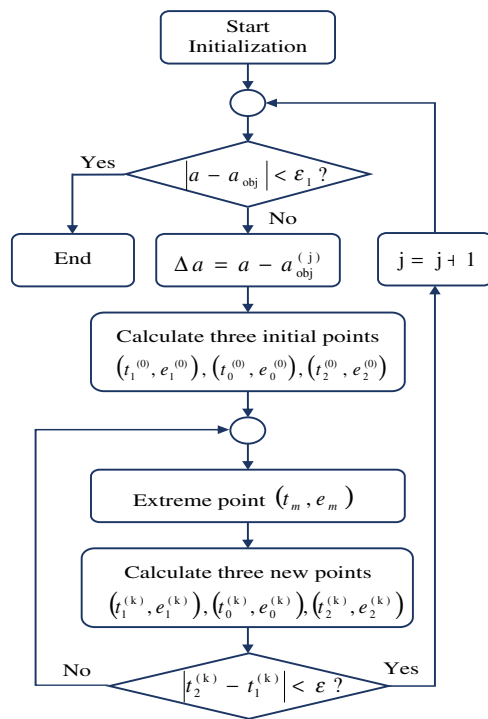 Start
Initialization
Yes
|a − a_obj| < ε_1 ?
No
End
Δa = a − a_obj^(j)
j = j + 1
Calculate three initial points
(t_1^(0), e_1^(0)), (t_0^(0), e_0^(0)), (t_2^(0), e_2^(0))
Extreme point (t_m, e_m)
Calculate three new points
(t_1^(k), e_1^(k)), (t_0^(k), e_0^(k)), (t_2^(k), e_2^(k))
No
Yes
|t_2^(k) − t_1^(k)| < ε ?